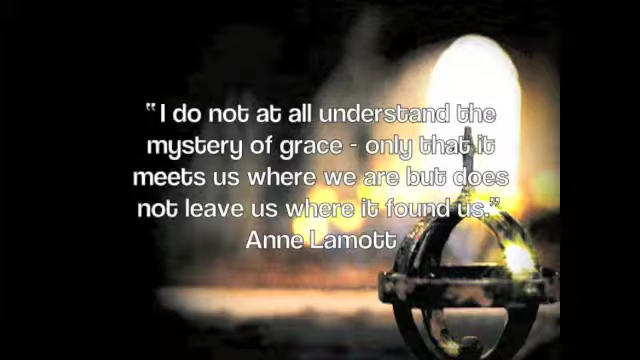 “I do not at all understand the
mystery of grace - only that it
meets us where we are but does
not leave us where it found us.”
Anne Lamott